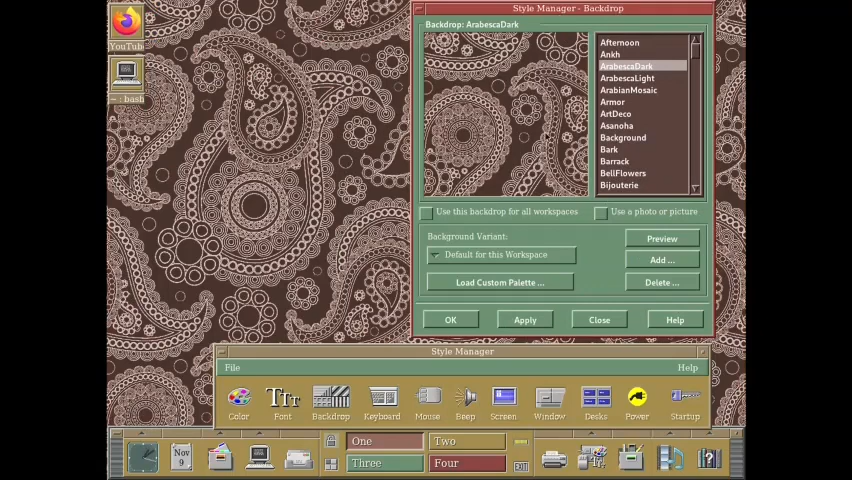 Style Manager - Backdrop
YouTube
~ : bash
Backdrop: ArabescaDark
Afternoon
Ankh
ArabescaDark
ArabescaLight
ArabianMosaic
Armor
ArtDeco
Asanoha
Background
Bark
Barrack
BellFlowers
Bijouterie
Use this backdrop for all workspaces
Use a photo or picture
Background Variant:
Default for this Workspace
Load Custom Palette ...
Preview
Add ...
Delete ...
OK
Apply
Close
Help
Style Manager
File
Help
Color
Font
Backdrop
Keyboard
Mouse
Beep
Screen
Window
Desks
Power
Startup
Nov
9
One
Two
Three
Four